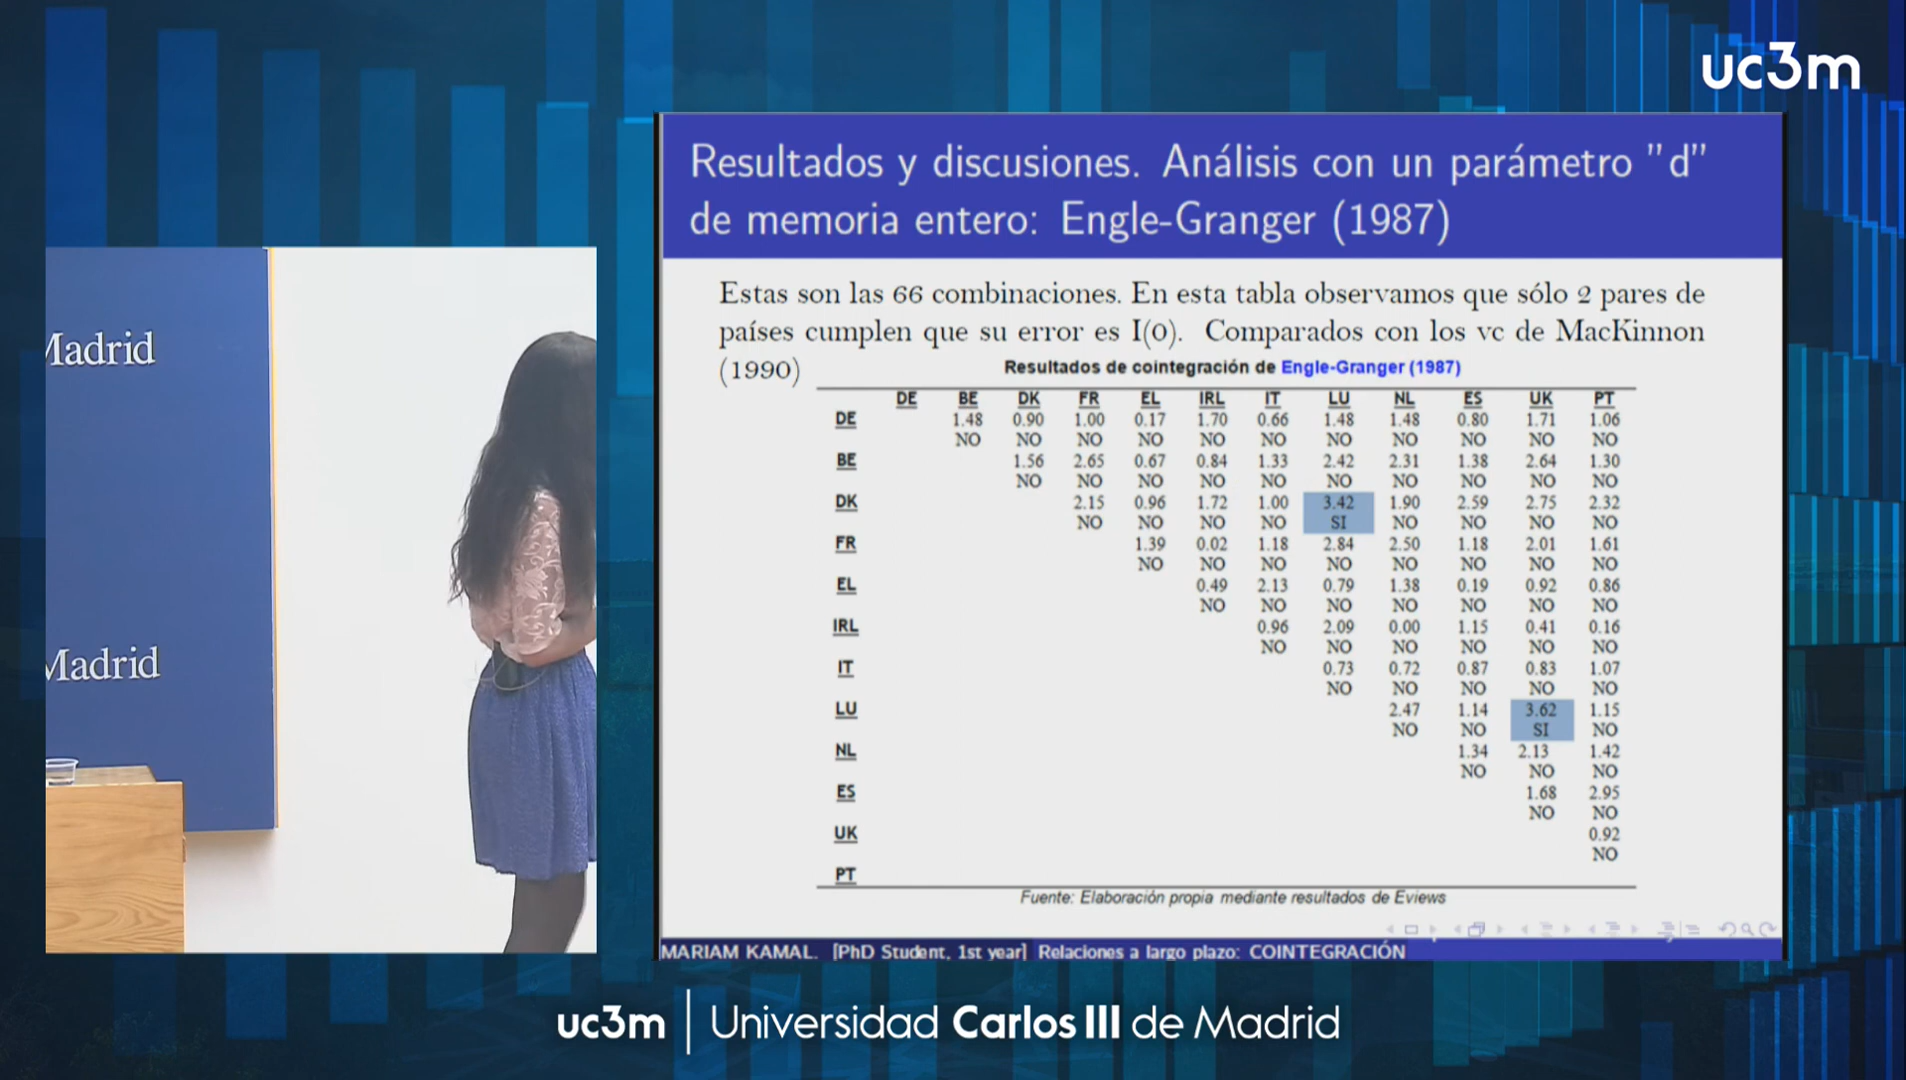 uc3m
Madrid
Madrid
Resultados y discusiones. Análisis con un parámetro "d"
de memoria entero: Engle-Granger (1987)
Estas son las 66 combinaciones. En esta tabla observamos que sólo 2 pares de
países cumplen que su error es I(0). Comparados con los vc de MacKinnon
(1990)
Resultados de cointegración de Engle-Granger (1987)
DE BE DK FR EL IRL IT LU NL ES UK PT
DE 1.48 0.90 1.00 0.17 1.70 0.66 1.48 1.48 0.80 1.71 1.06
NO NO NO NO NO NO NO NO NO NO NO
BE 1.56 2.65 0.67 0.84 1.33 2.42 2.31 1.38 2.64 1.30
NO NO NO NO NO NO NO NO NO NO
DK 2.15 0.96 1.72 1.00 3.42 1.90 2.59 2.75 2.32
NO NO NO NO SI NO NO NO NO
FR 1.39 0.02 1.18 2.84 2.50 1.18 2.01 1.61
NO NO NO NO NO NO NO NO
EL 0.49 2.13 0.79 1.38 0.19 0.92 0.86
NO NO NO NO NO NO NO
IRL 0.96 2.09 0.00 1.15 0.41 0.16
NO NO NO NO NO NO
IT 0.73 0.72 0.87 0.83 1.07
NO NO NO NO NO
LU 2.47 1.14 3.62 1.15
NO NO SI NO
NL 1.34 2.13 1.42
NO NO NO
ES 1.68 2.95
NO NO
UK 0.92
NO
PT
Fuente: Elaboración propia mediante resultados de Eviews
MARIAM KAMAL. [PhD Student, 1st year] Relaciones a largo plazo: COINTEGRACIÓN
uc3m | Universidad Carlos III de Madrid